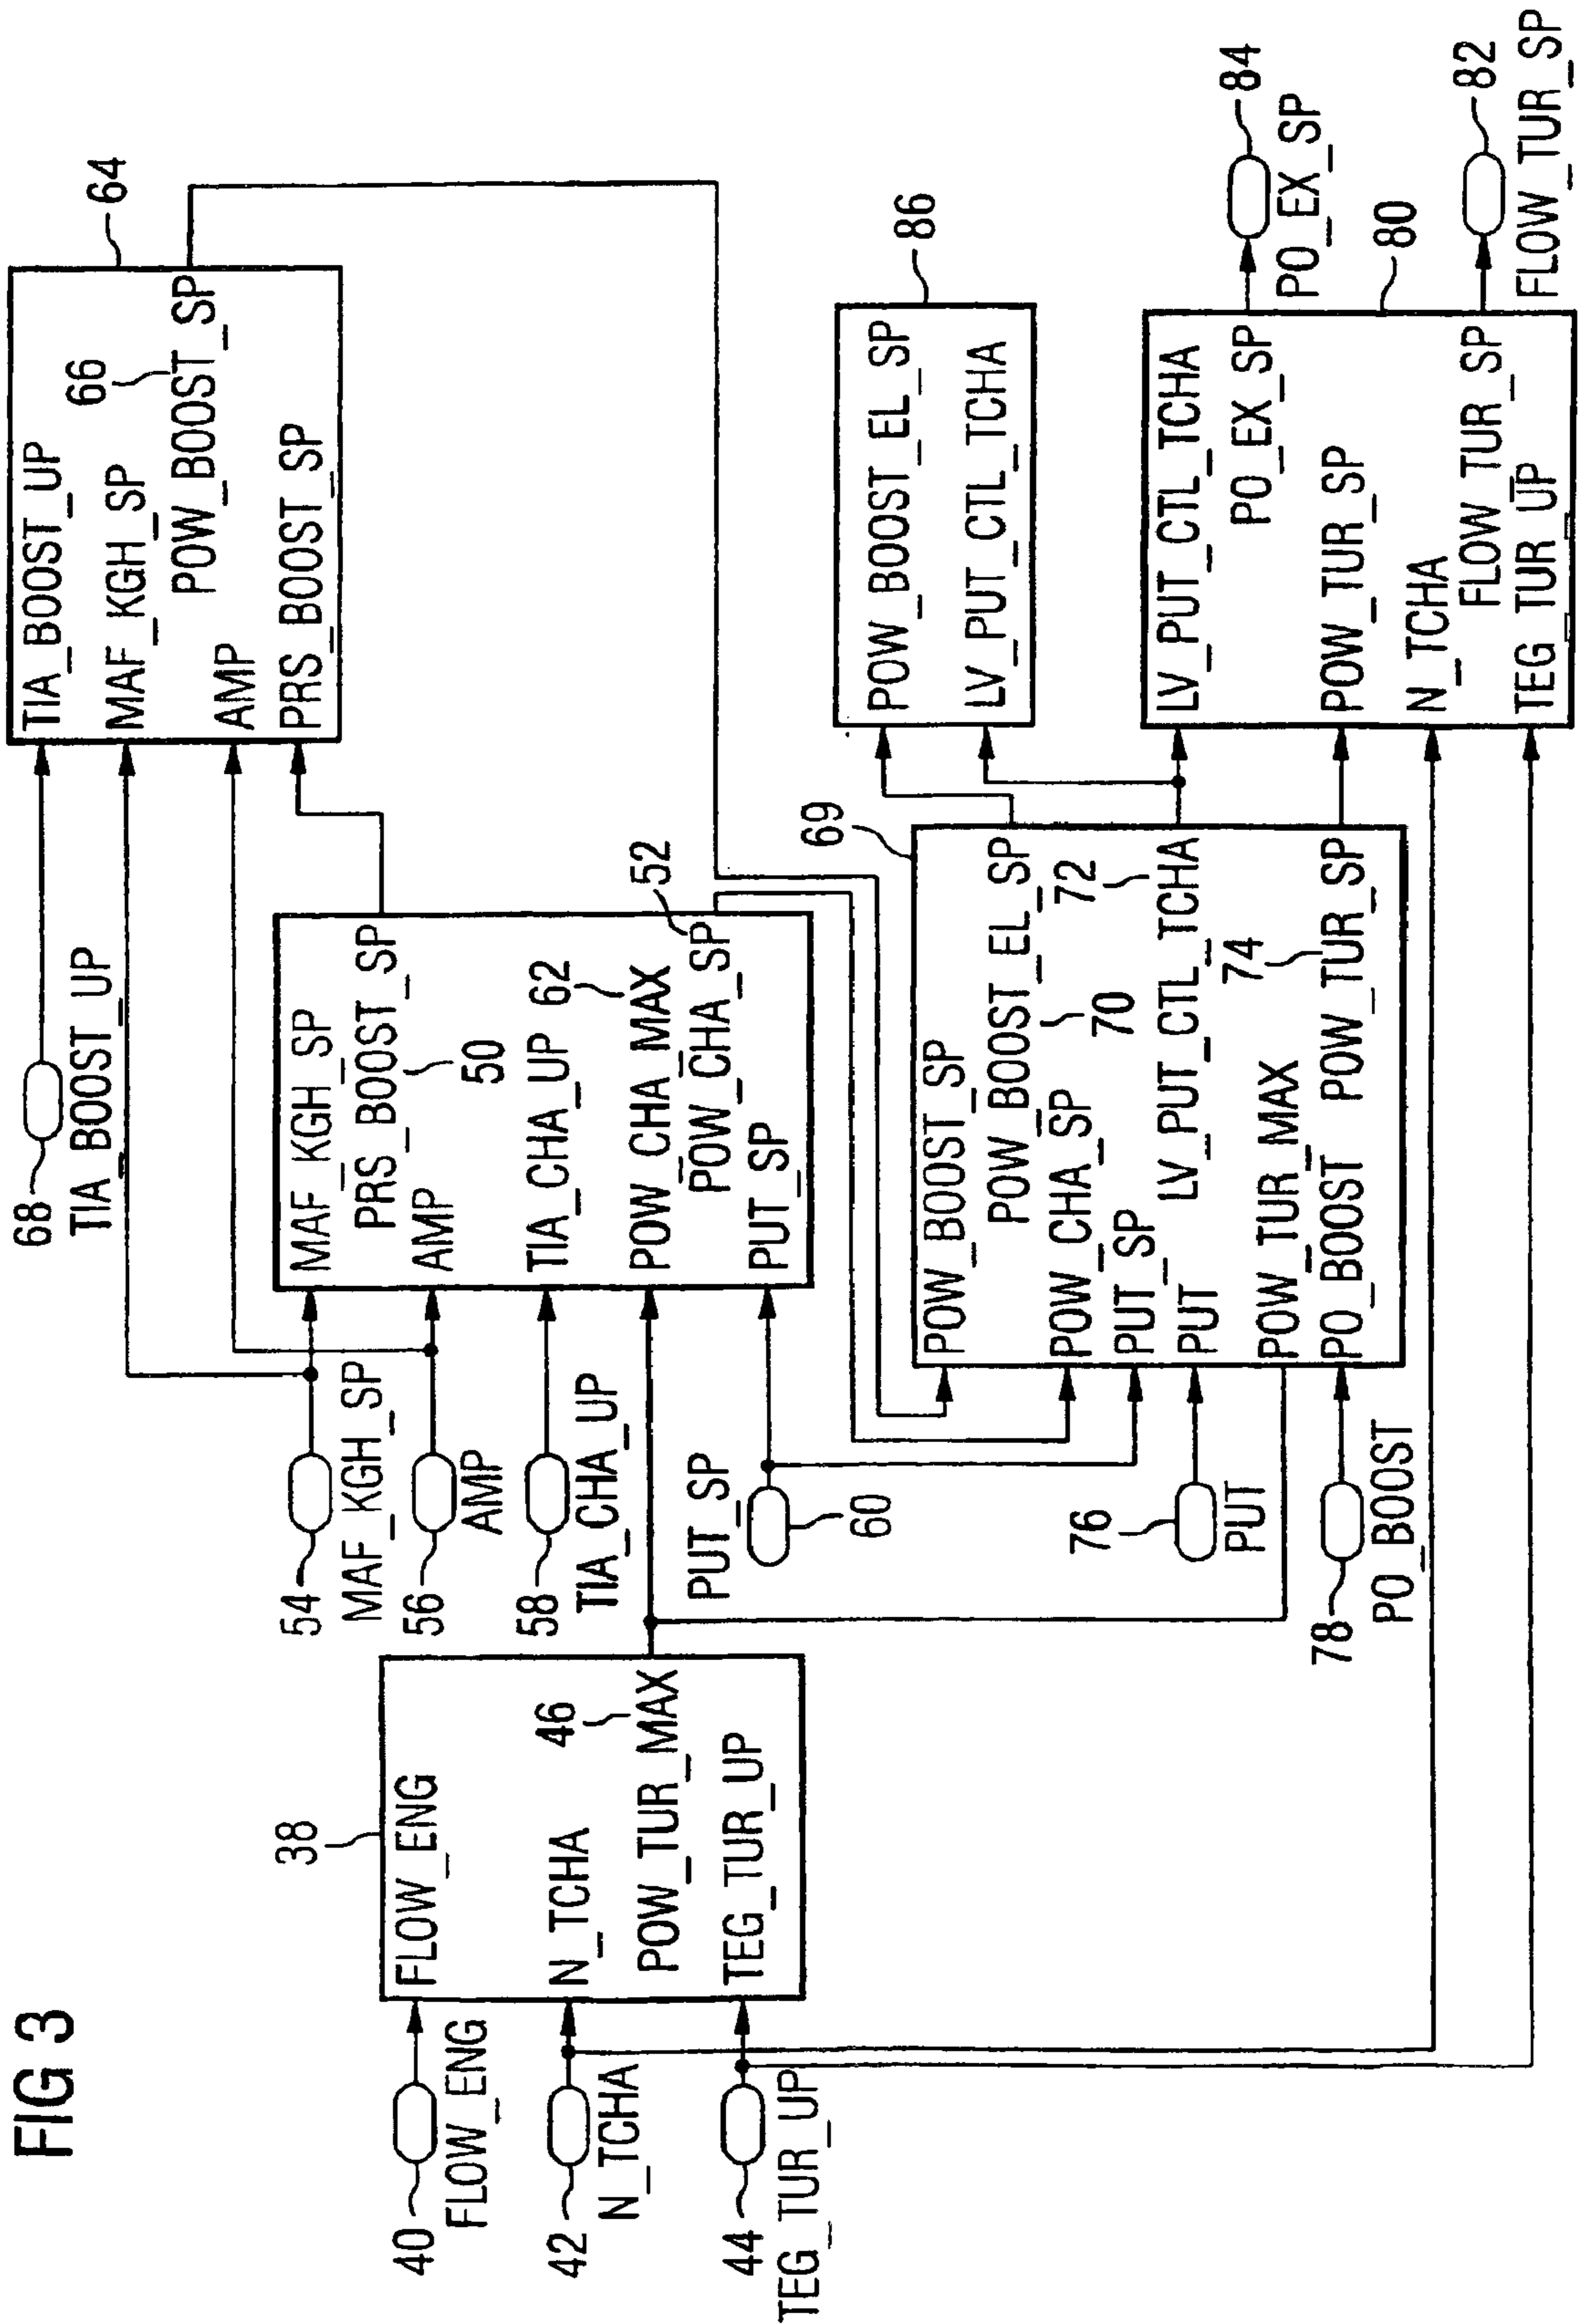 FIG 3
40
FLOW_ENG
42
N_TCHA
44
TEG_TUR_UP
38
FLOW_ENG
N_TCHA
46
POW_TUR_MAX
TEG_TUR_UP
54
MAF_KGH_SP
56
AMP
58
TIA_CHA_UP
PUT_SP
60
MAF_KGH_SP
PRS_BOOST_SP
50
AMP
TIA_CHA_UP
62
POW_CHA_MAX
POW_CHA_SP
52
PUT_SP
68
TIA_BOOST_UP
64
TIA_BOOST_UP
MAF_KGH_SP
66
POW_BOOST_SP
AMP
PRS_BOOST_SP
76
PUT
78
PO_BOOST
69
POW_BOOST_SP
POW_BOOST_EL_SP
70
POW_CHA_SP
PUT_SP
72
LV_PUT_CTL_TCHA
PUT
74
POW_TUR_MAX
POW_TUR_SP
PO_BOOST
86
POW_BOOST_EL_SP
LV_PUT_CTL_TCHA
LV_PUT_CTL_TCHA
PO_EX_SP
POW_TUR_SP
N_TCHA
FLOW_TUR_SP
TEG_TUR_UP
80
84
PO_EX_SP
82
FLOW_TUR_SP